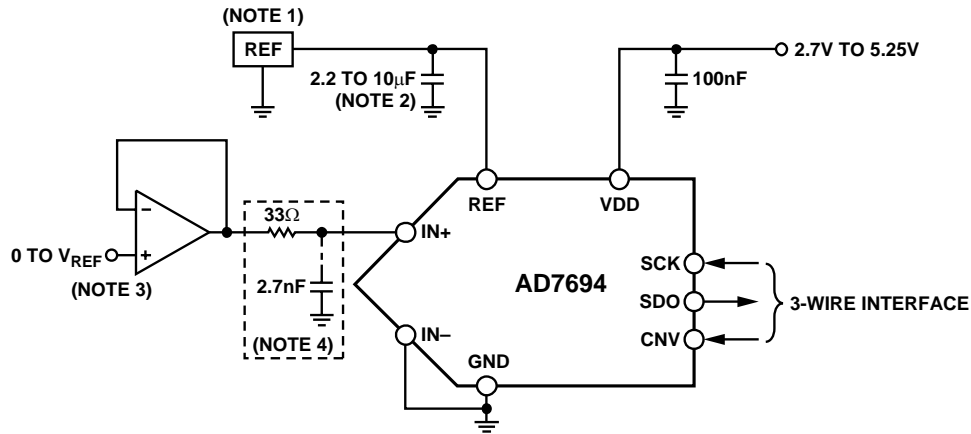 (NOTE 1)
REF
2.2 TO 10μF
(NOTE 2)
100nF
2.7V TO 5.25V
REF
VDD
−
+
0 TO VREF
(NOTE 3)
33Ω
2.7nF
(NOTE 4)
IN+
IN−
GND
AD7694
SCK
SDO
CNV
3-WIRE INTERFACE